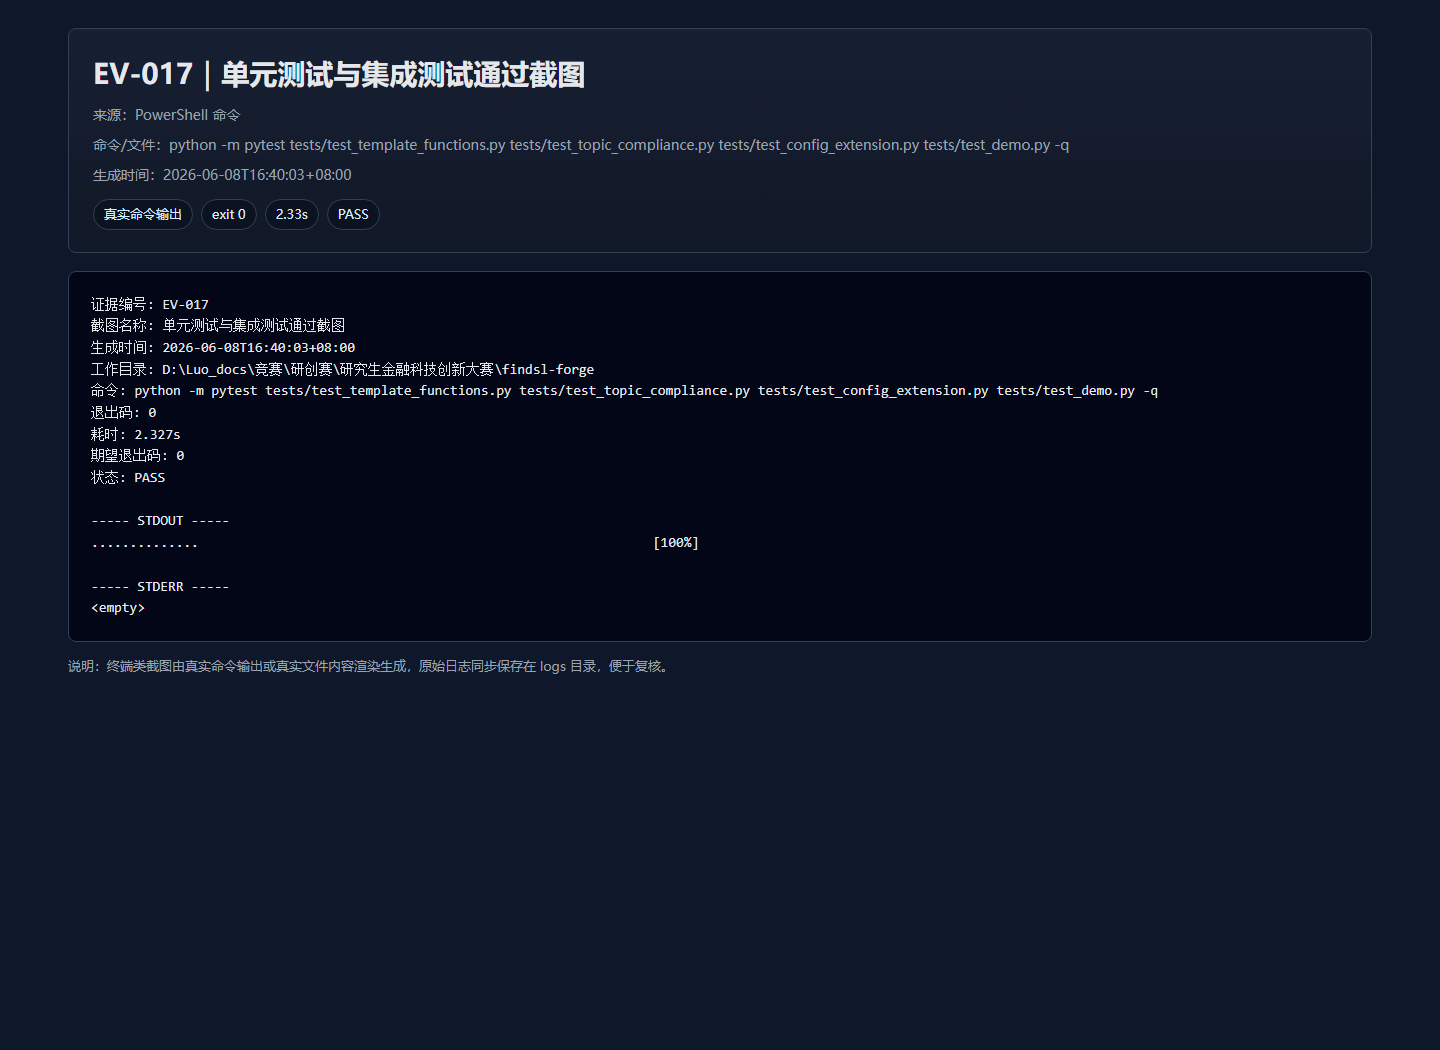 EV-017 | 单元测试与集成测试通过截图
来源：PowerShell 命令
命令/文件：python -m pytest tests/test_template_functions.py tests/test_topic_compliance.py tests/test_config_extension.py tests/test_demo.py -q
生成时间：2026-06-08T16:40:03+08:00
真实命令输出 exit 0 2.33s PASS
证据编号: EV-017
截图名称: 单元测试与集成测试通过截图
生成时间: 2026-06-08T16:40:03+08:00
工作目录: D:\Luo_docs\竞赛\研创赛\研究生金融科技创新大赛\findsl-forge
命令: python -m pytest tests/test_template_functions.py tests/test_topic_compliance.py tests/test_config_extension.py tests/test_demo.py -q
退出码: 0
耗时: 2.327s
期望退出码: 0
状态: PASS
----- STDOUT -----
.............. [100%]
----- STDERR -----
<empty>
说明：终端类截图由真实命令输出或真实文件内容渲染生成，原始日志同步保存在 logs 目录，便于复核。